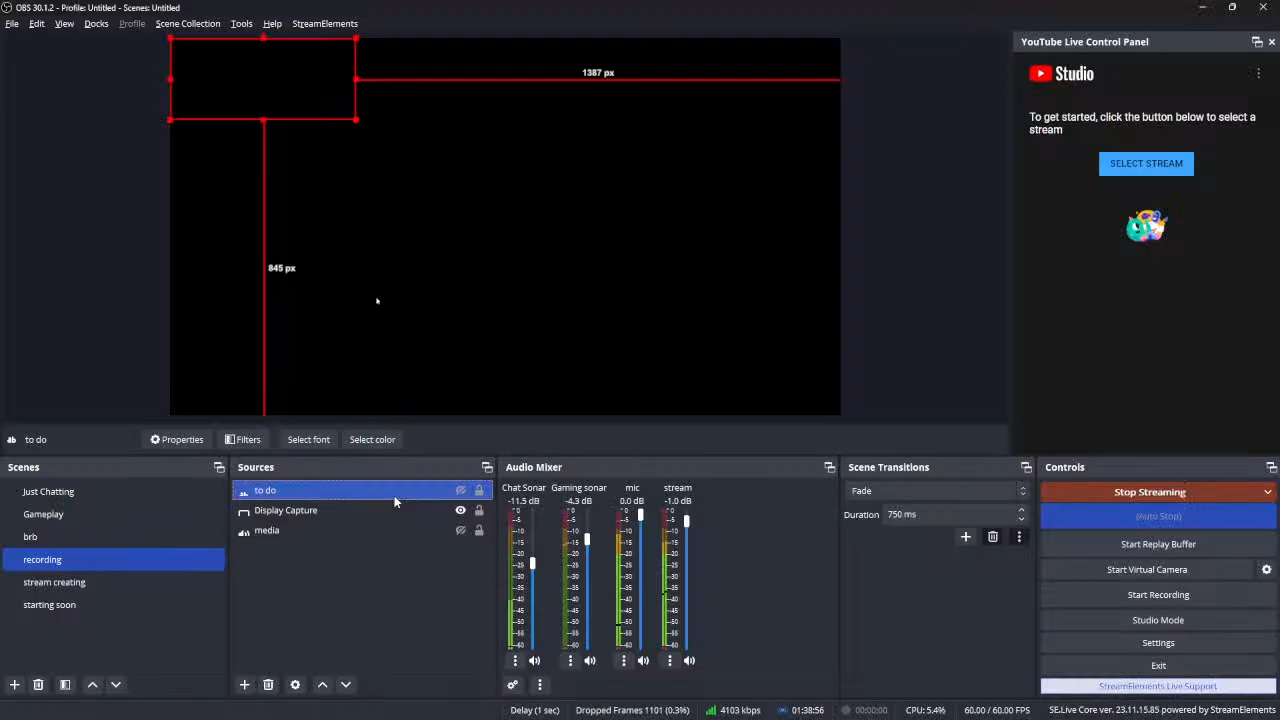 OBS 30.1.2 - Profile: Untitled - Scenes: Untitled
File Edit View Docks Profile Scene Collection Tools Help StreamElements
YouTube Live Control Panel
Studio
To get started, click the button below to select a
stream
SELECT STREAM
1387 px
845 px
to do Properties Filters Select font Select color
Scenes
Just Chatting
Gameplay
brb
recording
stream creating
starting soon
Sources
to do
Display Capture
media
Audio Mixer
Chat Sonar Gaming sonar mic stream
-11.5 dB -4.3 dB 0.0 dB -1.0 dB
Scene Transitions
Fade
Duration 750 ms
Controls
Stop Streaming
(Auto Stop)
Start Replay Buffer
Start Virtual Camera
Start Recording
Studio Mode
Settings
Exit
StreamElements Live Support
Delay (1 sec) Dropped Frames 1101 (0.3%) 4103 kbps 01:38:56 00:00:00 CPU: 5.4% 60.00 / 60.00 FPS SE.Live Core ver. 23.11.15.85 powered by StreamElements